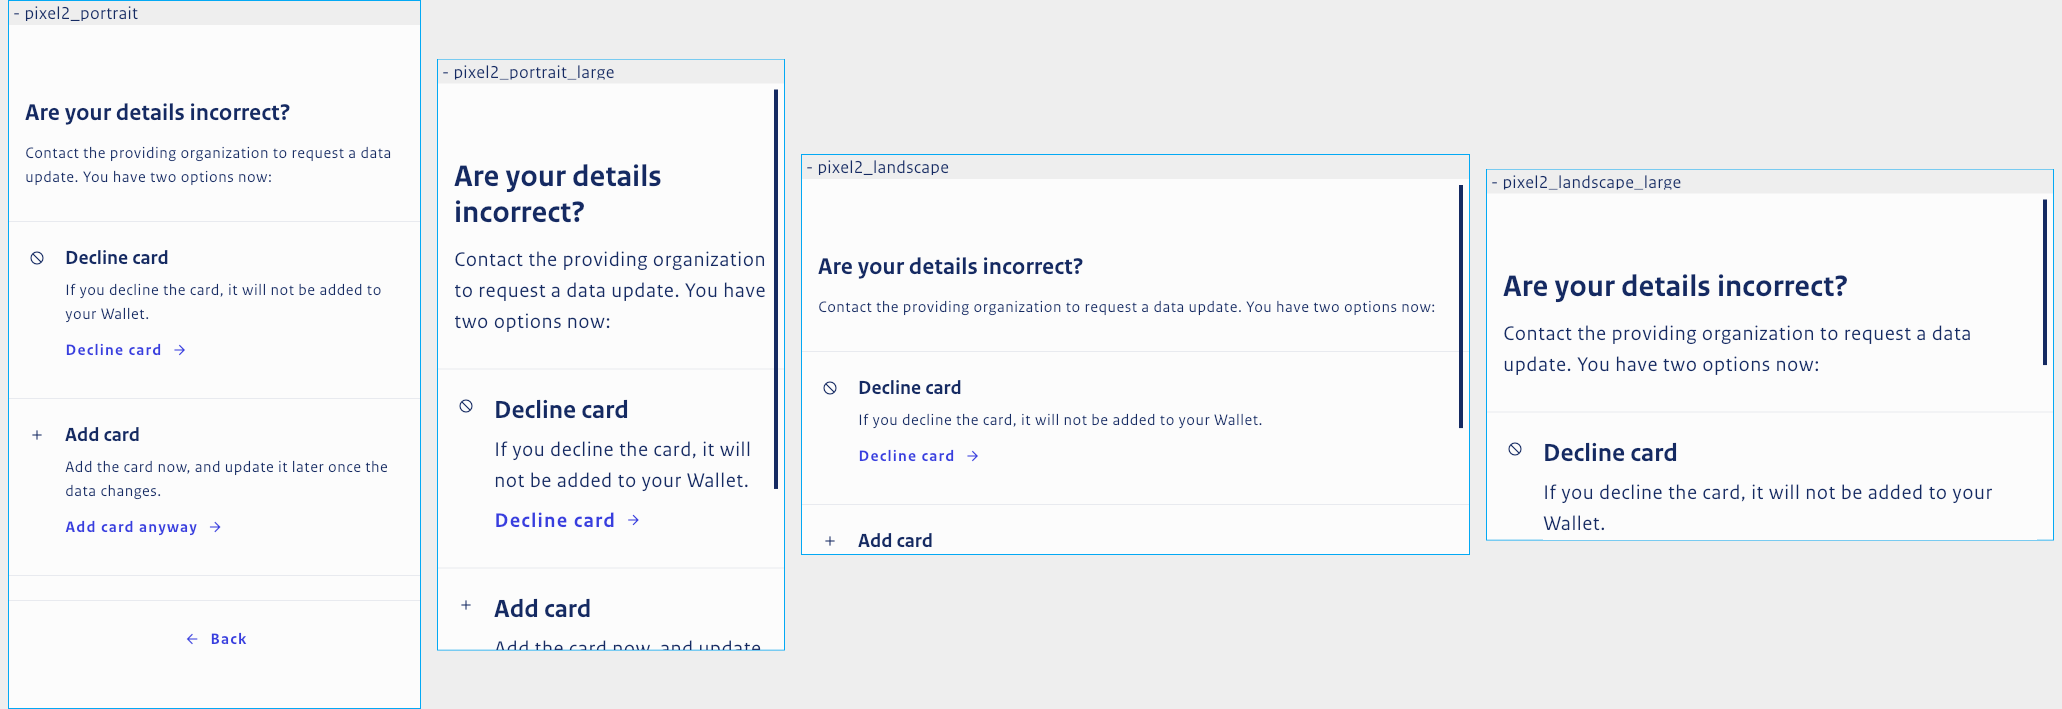 - pixel2_portrait
Are your details incorrect?
Contact the providing organization to request a data
update. You have two options now:
Decline card
If you decline the card, it will not be added to
your Wallet.
Decline card
Add card
Add the card now, and update it later once the
data changes.
Add card anyway
Back
- pixel2_portrait_large
Are your details
incorrect?
Contact the providing organization
to request a data update. You have
two options now:
Decline card
If you decline the card, it will
not be added to your Wallet.
Decline card
Add card
Add the card now, and update
- pixel2_landscape
Are your details incorrect?
Contact the providing organization to request a data update. You have two options now:
Decline card
If you decline the card, it will not be added to your Wallet.
Decline card
Add card
- pixel2_landscape_large
Are your details incorrect?
Contact the providing organization to request a data
update. You have two options now:
Decline card
If you decline the card, it will not be added to your
Wallet.